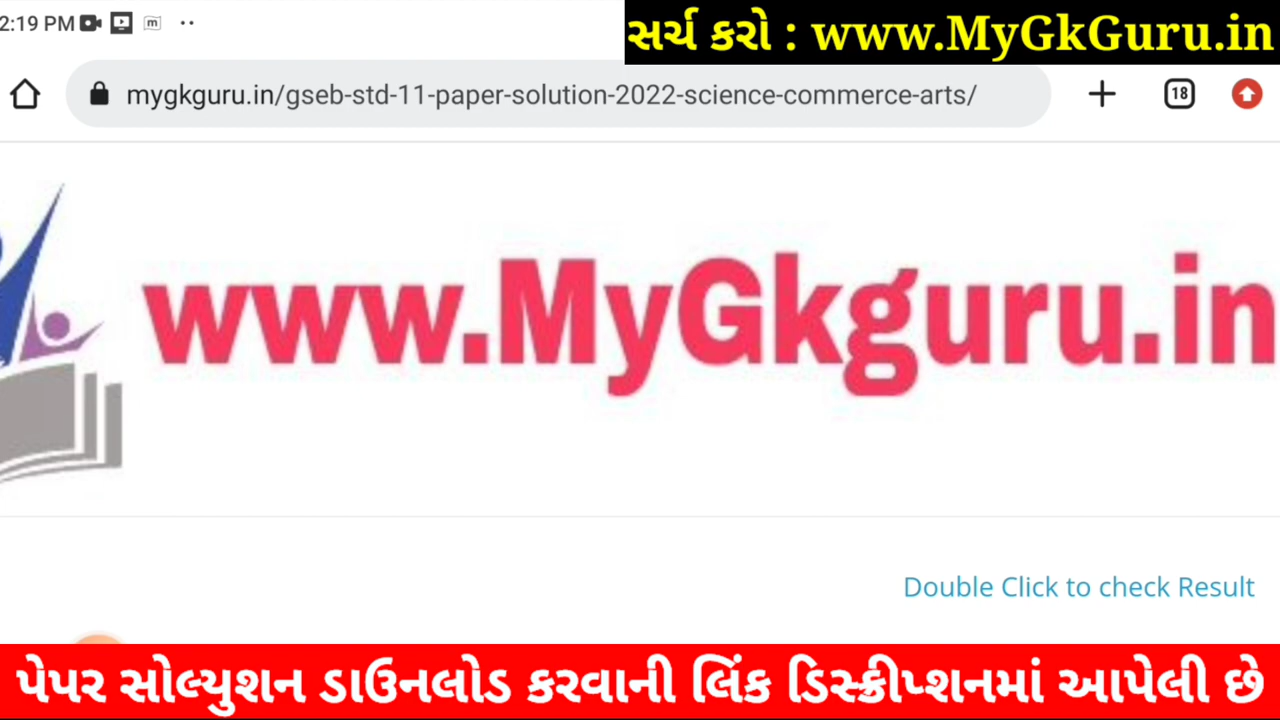 2:19 PM
સર્ચ કરો : www.MyGkGuru.in
mygkguru.in/gseb-std-11-paper-solution-2022-science-commerce-arts/
18
www.MyGkguru.in
Double Click to check Result
પેપર સોલ્યુશન ડાઉનલોડ કરવાની લિંક ડિસ્ક્રીપ્શનમાં આપેલી છે